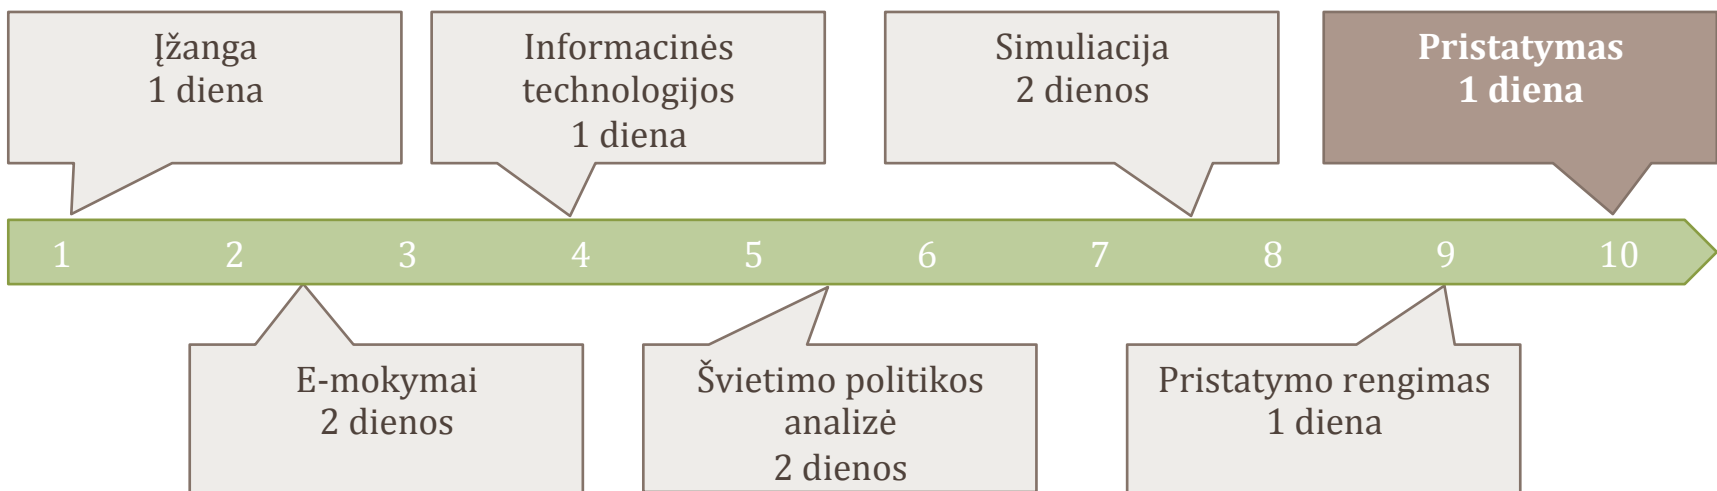 Įžanga
1 diena
Informacinės
technologijos
1 diena
Simuliacija
2 dienos
Pristatymas
1 diena
1 2 3 4 5 6 7 8 9 10
E-mokymai
2 dienos
Švietimo politikos
analizė
2 dienos
Pristatymo rengimas
1 diena